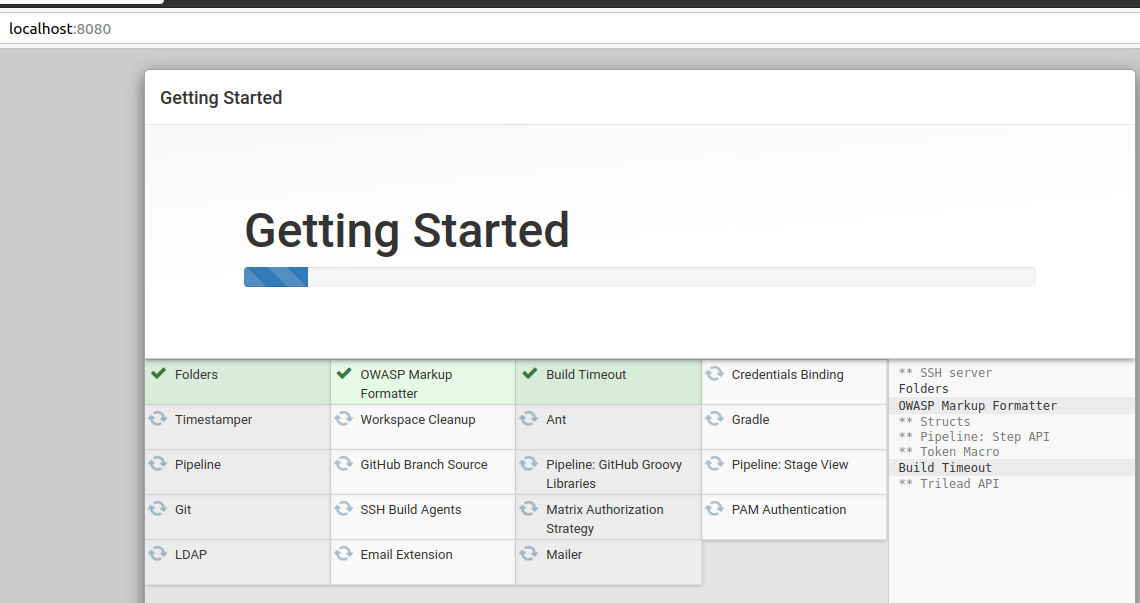 localhost:8080
Getting Started
Getting Started
Folders
OWASP Markup
Formatter
Build Timeout
Credentials Binding
Timestamper
Workspace Cleanup
Ant
Gradle
Pipeline
GitHub Branch Source
Pipeline: GitHub Groovy
Libraries
Pipeline: Stage View
Git
SSH Build Agents
Matrix Authorization
Strategy
PAM Authentication
LDAP
Email Extension
Mailer
** SSH server
Folders
OWASP Markup Formatter
** Structs
** Pipeline: Step API
** Token Macro
Build Timeout
** Trilead API